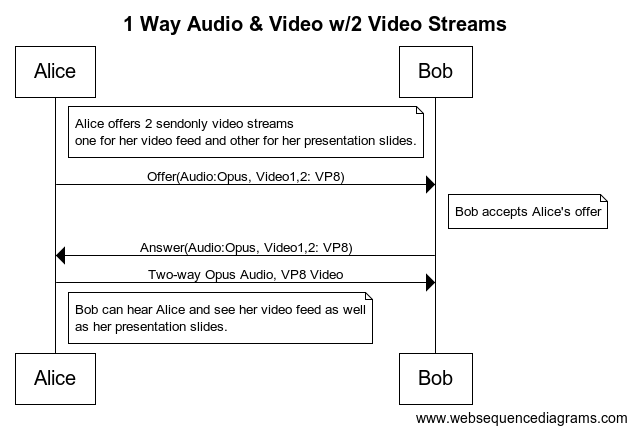 1 Way Audio & Video w/2 Video Streams
Alice
Bob
Alice offers 2 sendonly video streams
one for her video feed and other for her presentation slides.
Offer(Audio:Opus, Video1,2: VP8)
Bob accepts Alice's offer
Answer(Audio:Opus, Video1,2: VP8)
Two-way Opus Audio, VP8 Video
Bob can hear Alice and see her video feed as well
as her presentation slides.
Alice
Bob
www.websequencediagrams.com